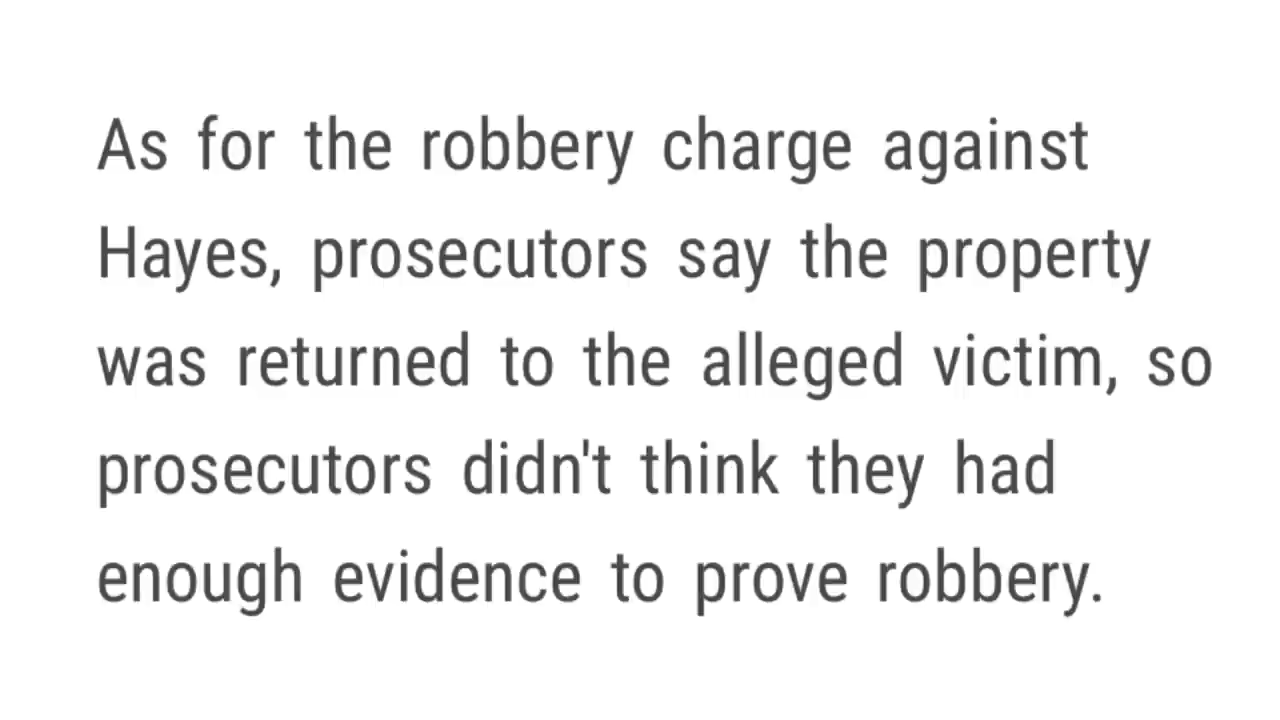 As for the robbery charge against
Hayes, prosecutors say the property
was returned to the alleged victim, so
prosecutors didn't think they had
enough evidence to prove robbery.